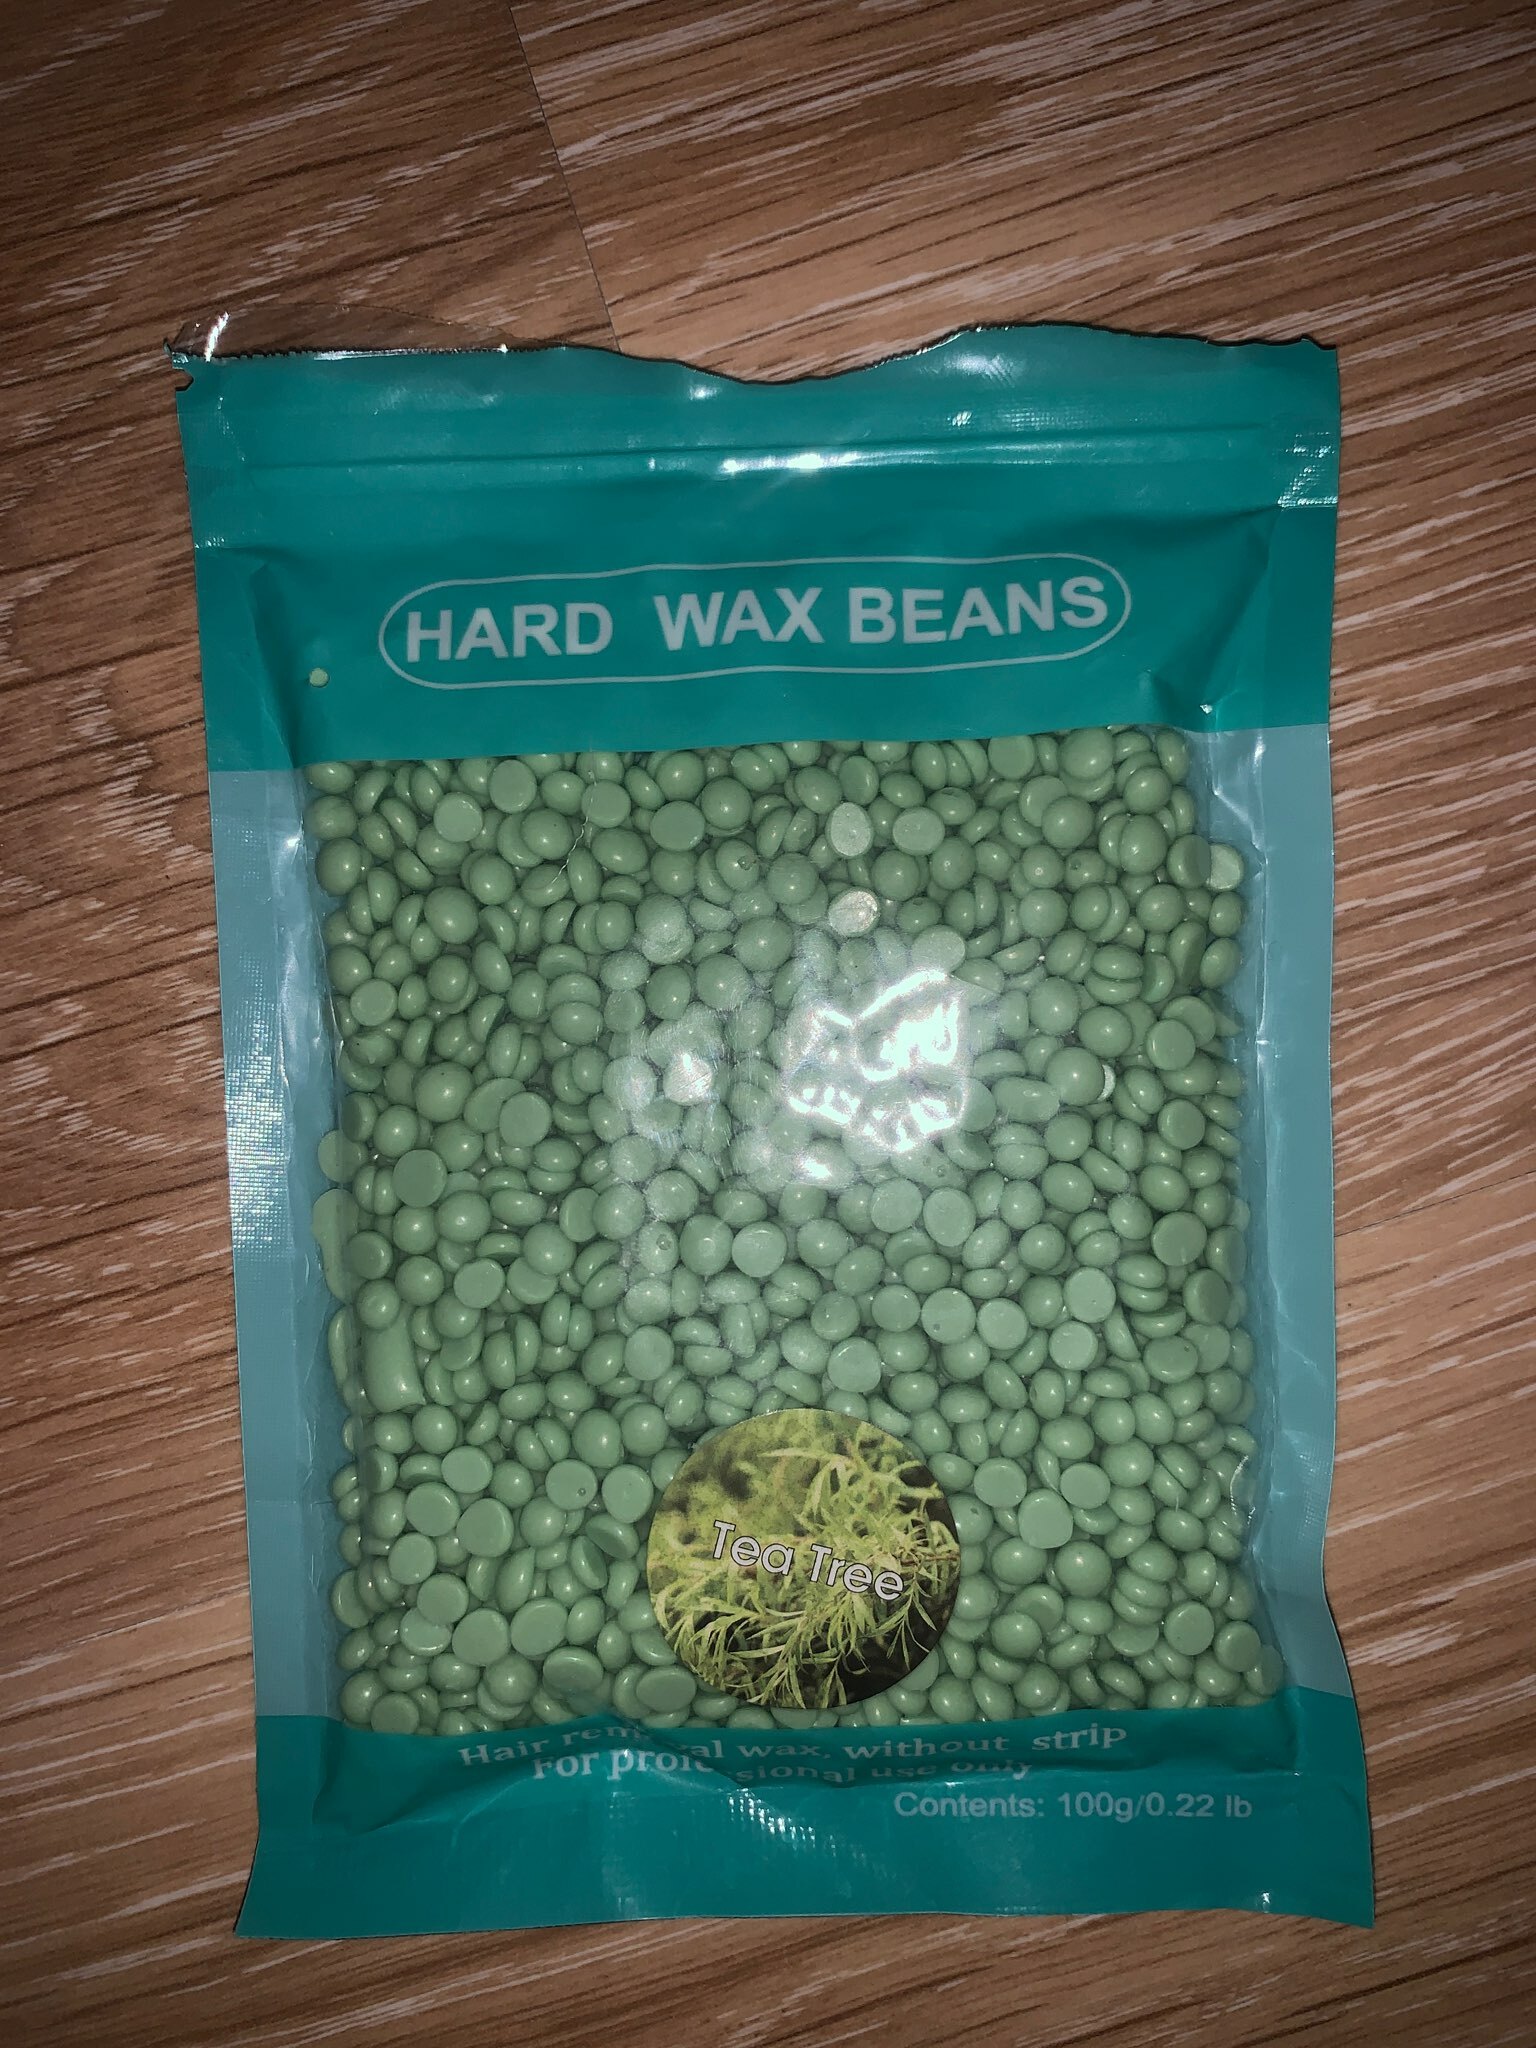 HARD WAX BEANS
Tea Tree
Hair removal wax, without strip
For professional use only
Contents: 100g/0.22 lb